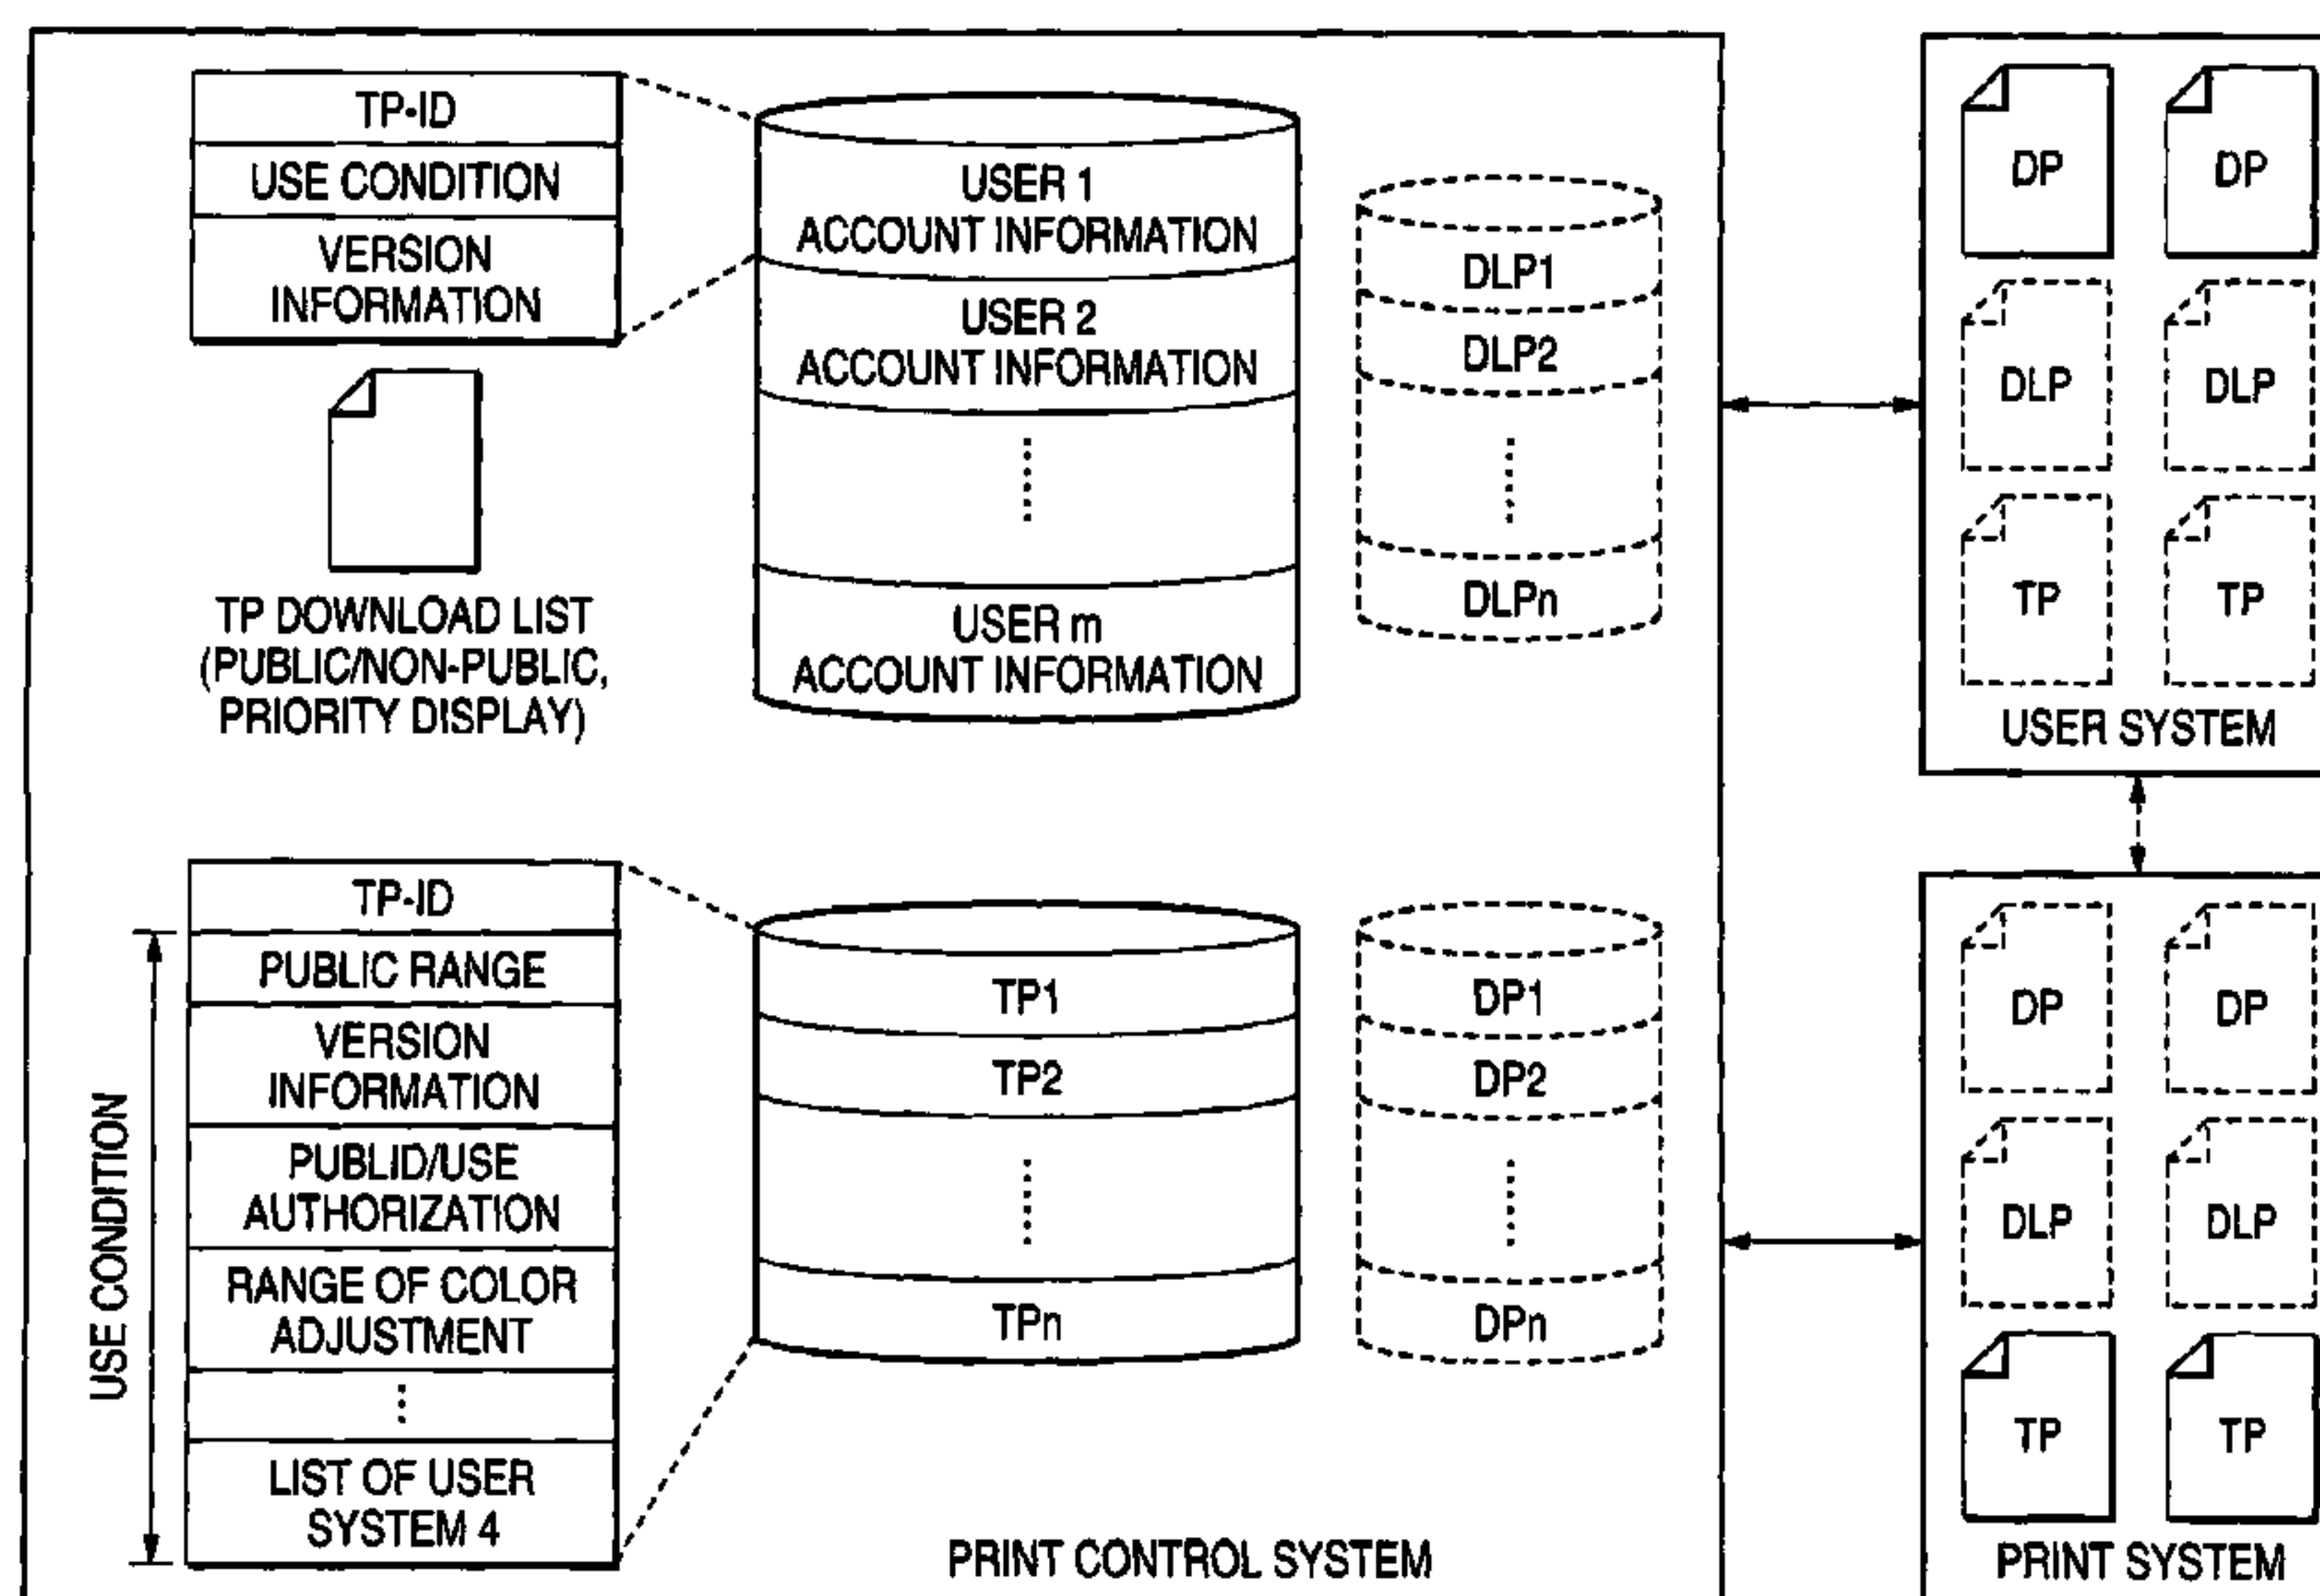 TP-ID
USE CONDITION
VERSION
INFORMATION
TP DOWNLOAD LIST
(PUBLIC/NON-PUBLIC,
PRIORITY DISPLAY)
USER 1
ACCOUNT INFORMATION
USER 2
ACCOUNT INFORMATION
USER m
ACCOUNT INFORMATION
DLP1
DLP2
DLPn
DP DP
DLP DLP
TP TP
USER SYSTEM
USE CONDITION
TP-ID
PUBLIC RANGE
VERSION
INFORMATION
PUBLID/USE
AUTHORIZATION
RANGE OF COLOR
ADJUSTMENT
LIST OF USER
SYSTEM 4
TP1
TP2
TPn
DP1
DP2
DPn
PRINT CONTROL SYSTEM
DP DP
DLP DLP
TP TP
PRINT SYSTEM